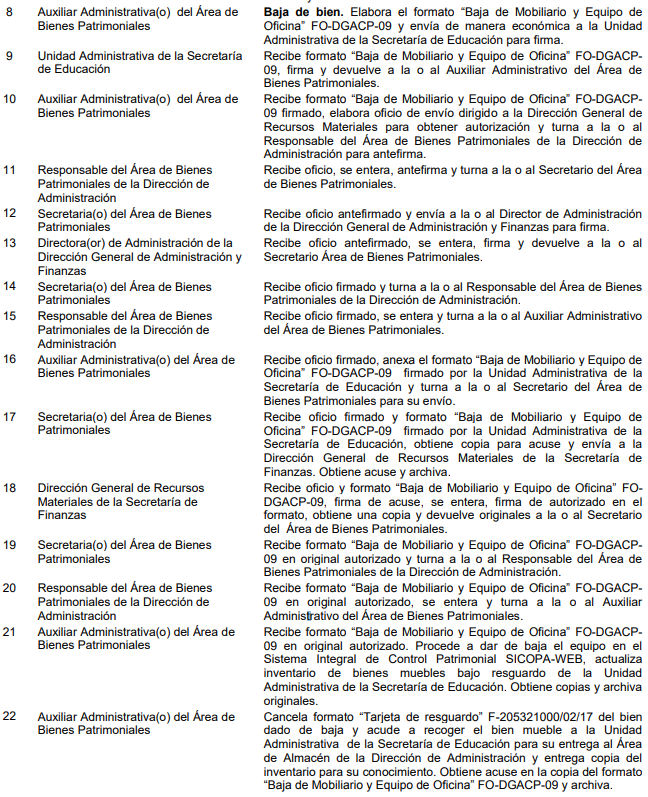 8 Auxiliar Administrativa(o) del Área de Baja de bien. Elabora el formato “Baja de Mobiliario y Equipo de
Bienes Patrimoniales Oficina” FO-DGACP-09 y envía de manera económica a la Unidad
Administrativa de la Secretaría de Educación para firma.
9 Unidad Administrativa de la Secretaría Recibe formato “Baja de Mobiliario y Equipo de Oficina” FO-DGACP-
de Educación 09, firma y devuelve a la o al Auxiliar Administrativo del Área de
Bienes Patrimoniales.
10 Auxiliar Administrativa(o) del Área de Recibe formato “Baja de Mobiliario y Equipo de Oficina” FO-DGACP-
Bienes Patrimoniales 09 firmado, elabora oficio de envío dirigido a la Dirección General de
Recursos Materiales para obtener autorización y turna a la o al
Responsable del Área de Bienes Patrimoniales de la Dirección de
Administración para antefirma.
11 Responsable del Área de Bienes Recibe oficio, se entera, antefirma y turna a la o al Secretario del Área
Patrimoniales de la Dirección de de Bienes Patrimoniales.
Administración
12 Secretaria(o) del Área de Bienes Recibe oficio antefirmado y envía a la o al Director de Administración
Patrimoniales de la Dirección General de Administración y Finanzas para firma.
13 Directora(or) de Administración de la Recibe oficio antefirmado, se entera, firma y devuelve a la o al
Dirección General de Administración y Secretario Área de Bienes Patrimoniales.
Finanzas
14 Secretaria(o) del Área de Bienes Recibe oficio firmado y turna a la o al Responsable del Área de Bienes
Patrimoniales Patrimoniales de la Dirección de Administración.
15 Responsable del Área de Bienes Recibe oficio firmado, se entera y turna a la o al Auxiliar Administrativo
Patrimoniales de la Dirección de del Área de Bienes Patrimoniales.
Administración
16 Auxiliar Administrativa(o) del Área de Recibe oficio firmado, anexa el formato “Baja de Mobiliario y Equipo de
Bienes Patrimoniales Oficina” FO-DGACP-09 firmado por la Unidad Administrativa de la
Secretaría de Educación y turna a la o al Secretario del Área de
Bienes Patrimoniales para su envío.
17 Secretaria(o) del Área de Bienes Recibe oficio firmado y formato “Baja de Mobiliario y Equipo de
Patrimoniales Oficina” FO-DGACP-09 firmado por la Unidad Administrativa de la
Secretaría de Educación, obtiene copia para acuse y envía a la
Dirección General de Recursos Materiales de la Secretaría de
Finanzas. Obtiene acuse y archiva.
18 Dirección General de Recursos Recibe oficio y formato “Baja de Mobiliario y Equipo de Oficina” FO-
Materiales de la Secretaría de DGACP-09, firma de acuse, se entera, firma de autorizado en el
Finanzas formato, obtiene una copia y devuelve originales a la o al Secretario
del Área de Bienes Patrimoniales.
19 Secretaria(o) del Área de Bienes Recibe formato “Baja de Mobiliario y Equipo de Oficina” FO-DGACP-
Patrimoniales 09 en original autorizado y turna a la o al Responsable del Área de
Bienes Patrimoniales de la Dirección de Administración.
20 Responsable del Área de Bienes Recibe formato “Baja de Mobiliario y Equipo de Oficina” FO-DGACP-
Patrimoniales de la Dirección de 09 en original autorizado, se entera y turna a la o al Auxiliar
Administración Administrativo del Área de Bienes Patrimoniales.
21 Auxiliar Administrativa(o) del Área de Recibe formato “Baja de Mobiliario y Equipo de Oficina” FO-DGACP-
Bienes Patrimoniales 09 en original autorizado. Procede a dar de baja el equipo en el
Sistema Integral de Control Patrimonial SICOPA-WEB, actualiza
inventario de bienes muebles bajo resguardo de la Unidad
Administrativa de la Secretaría de Educación. Obtiene copias y archiva
originales.
22 Auxiliar Administrativa(o) del Área de Cancela formato “Tarjeta de resguardo” F-205321000/02/17 del bien
Bienes Patrimoniales dado de baja y acude a recoger el bien mueble a la Unidad
Administrativa de la Secretaría de Educación para su entrega al Área
de Almacén de la Dirección de Administración y entrega copia del
inventario para su conocimiento. Obtiene acuse en la copia del formato
“Baja de Mobiliario y Equipo de Oficina” FO-DGACP-09 y archiva.